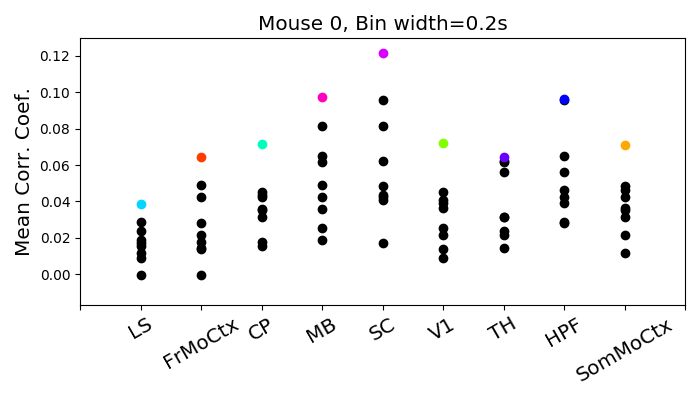 Mouse 0, Bin width=0.2s
Mean Corr. Coef.
0.12
0.10
0.08
0.06
0.04
0.02
0.00
LS
FrMoCtx
CP
MB
SC
V1
TH
HPF
SomMoCtx